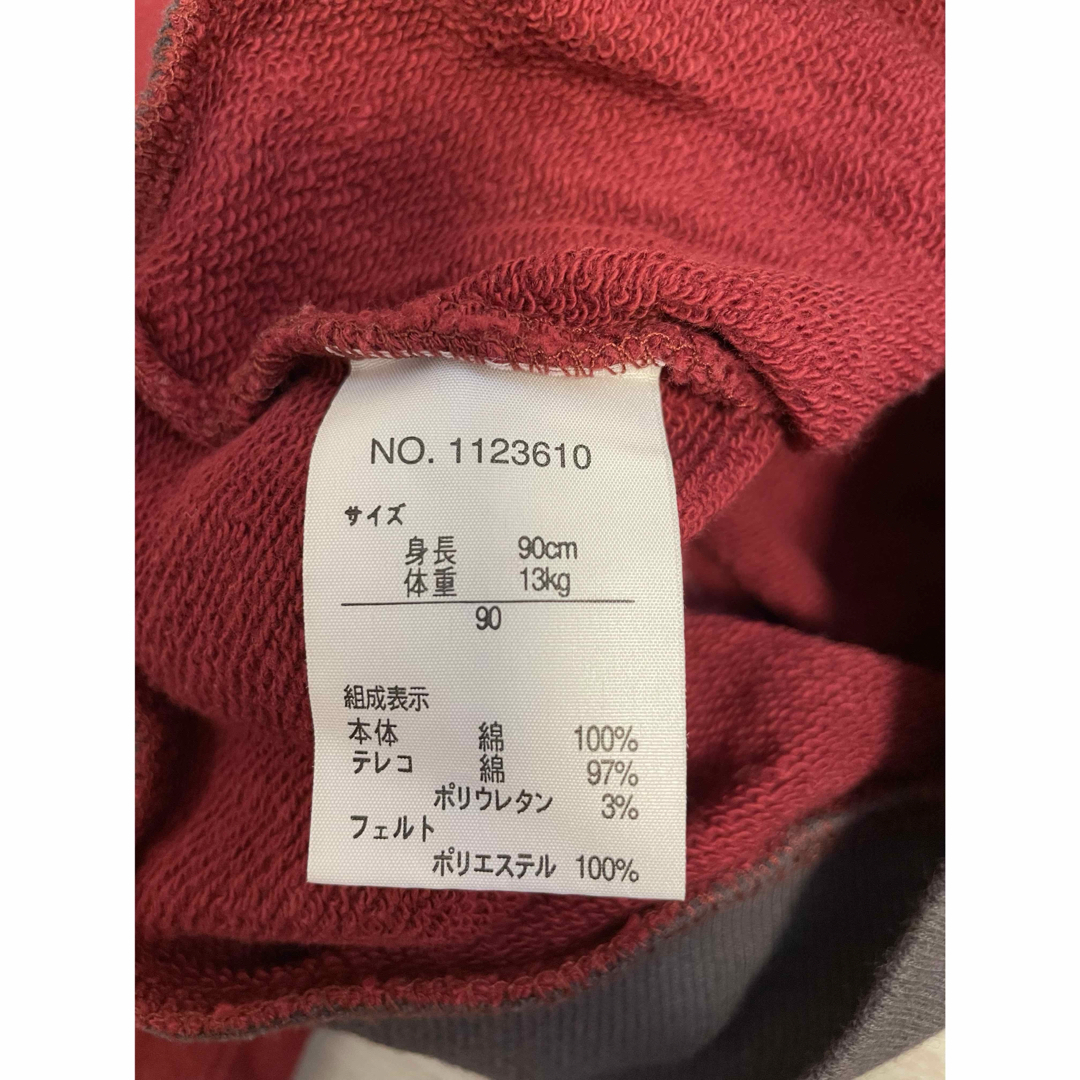 NO. 1123610
サイズ
身長 90cm
体重 13kg
90
組成表示
本体 綿 100%
テレコ 綿 97%
ポリウレタン 3%
フェルト
ポリエステル 100%